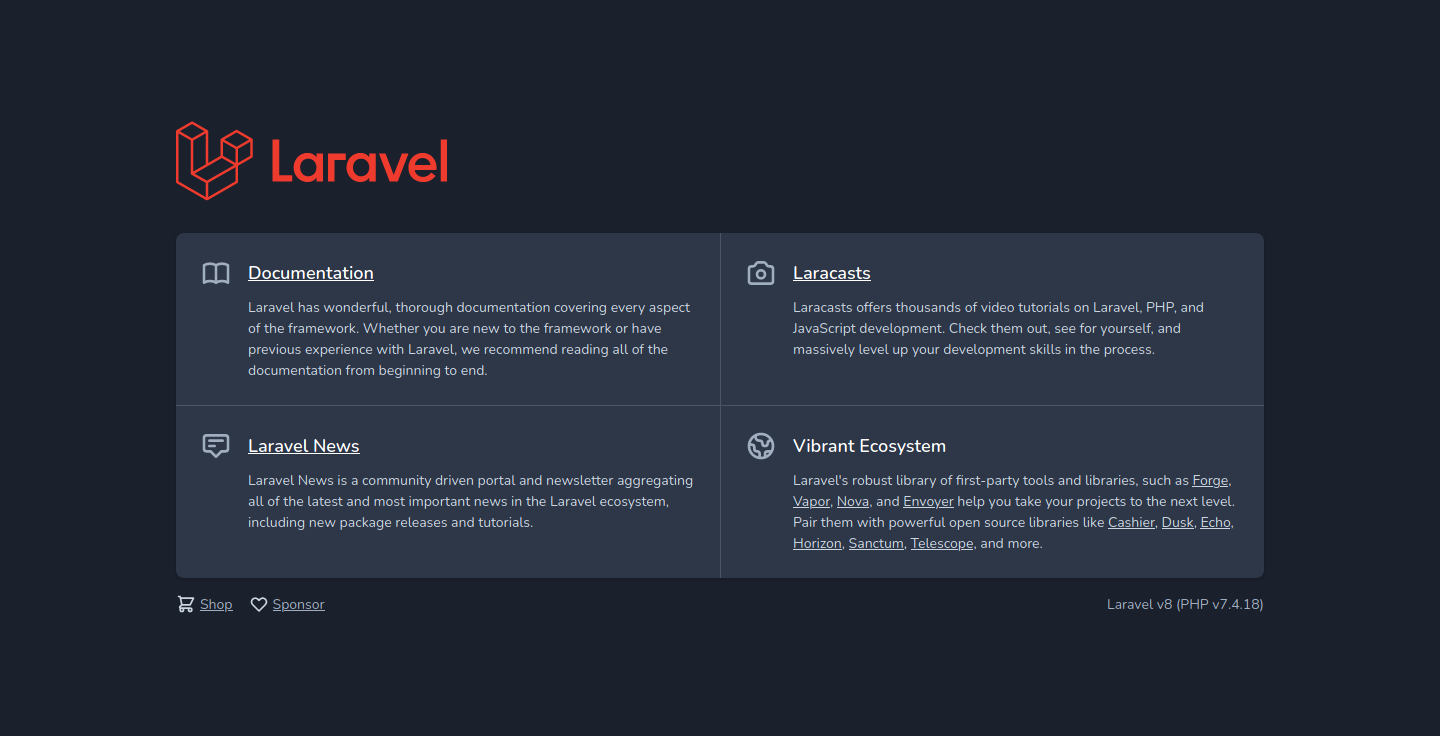 Laravel
Documentation
Laravel has wonderful, thorough documentation covering every aspect
of the framework. Whether you are new to the framework or have
previous experience with Laravel, we recommend reading all of the
documentation from beginning to end.
Laracasts
Laracasts offers thousands of video tutorials on Laravel, PHP, and
JavaScript development. Check them out, see for yourself, and
massively level up your development skills in the process.
Laravel News
Laravel News is a community driven portal and newsletter aggregating
all of the latest and most important news in the Laravel ecosystem,
including new package releases and tutorials.
Vibrant Ecosystem
Laravel's robust library of first-party tools and libraries, such as Forge,
Vapor, Nova, and Envoyer help you take your projects to the next level.
Pair them with powerful open source libraries like Cashier, Dusk, Echo,
Horizon, Sanctum, Telescope, and more.
Shop
Sponsor
Laravel v8 (PHP v7.4.18)